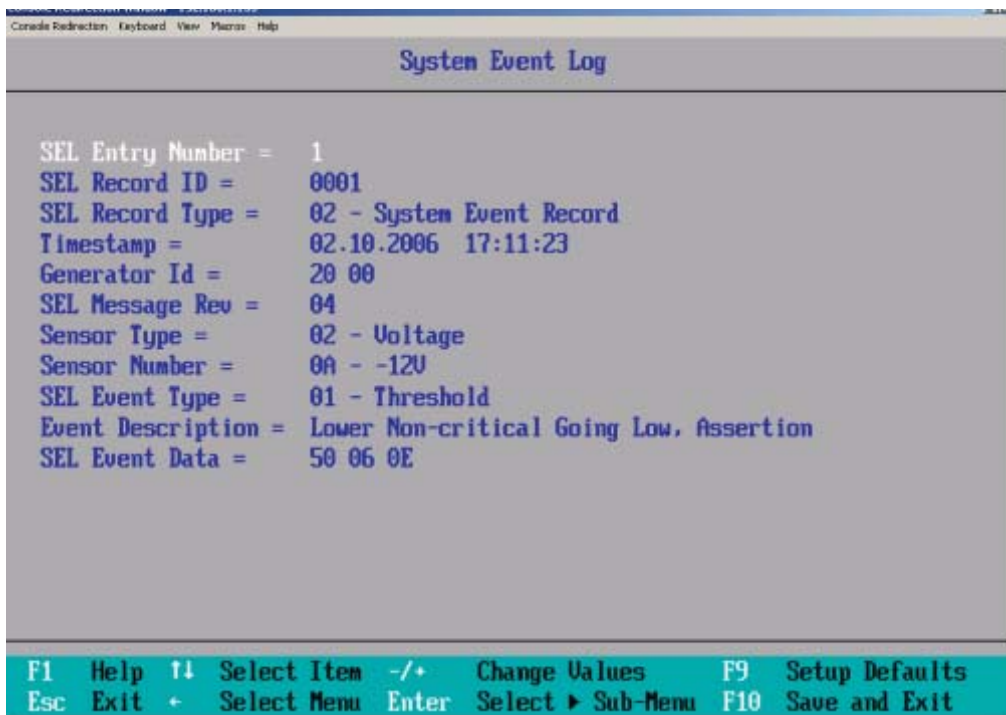 Console Redirection Keyboard View Macros Help
System Event Log
SEL Entry Number = 1
SEL Record ID = 0001
SEL Record Type = 02 - System Event Record
Timestamp = 02.10.2006 17:11:23
Generator Id = 20 00
SEL Message Rev = 04
Sensor Type = 02 - Voltage
Sensor Number = 0A - -12V
SEL Event Type = 01 - Threshold
Event Description = Lower Non-critical Going Low, Assertion
SEL Event Data = 50 06 0E
F1 Help ↑↓ Select Item -/+ Change Values F9 Setup Defaults
Esc Exit ← Select Menu Enter Select ▶ Sub-Menu F10 Save and Exit